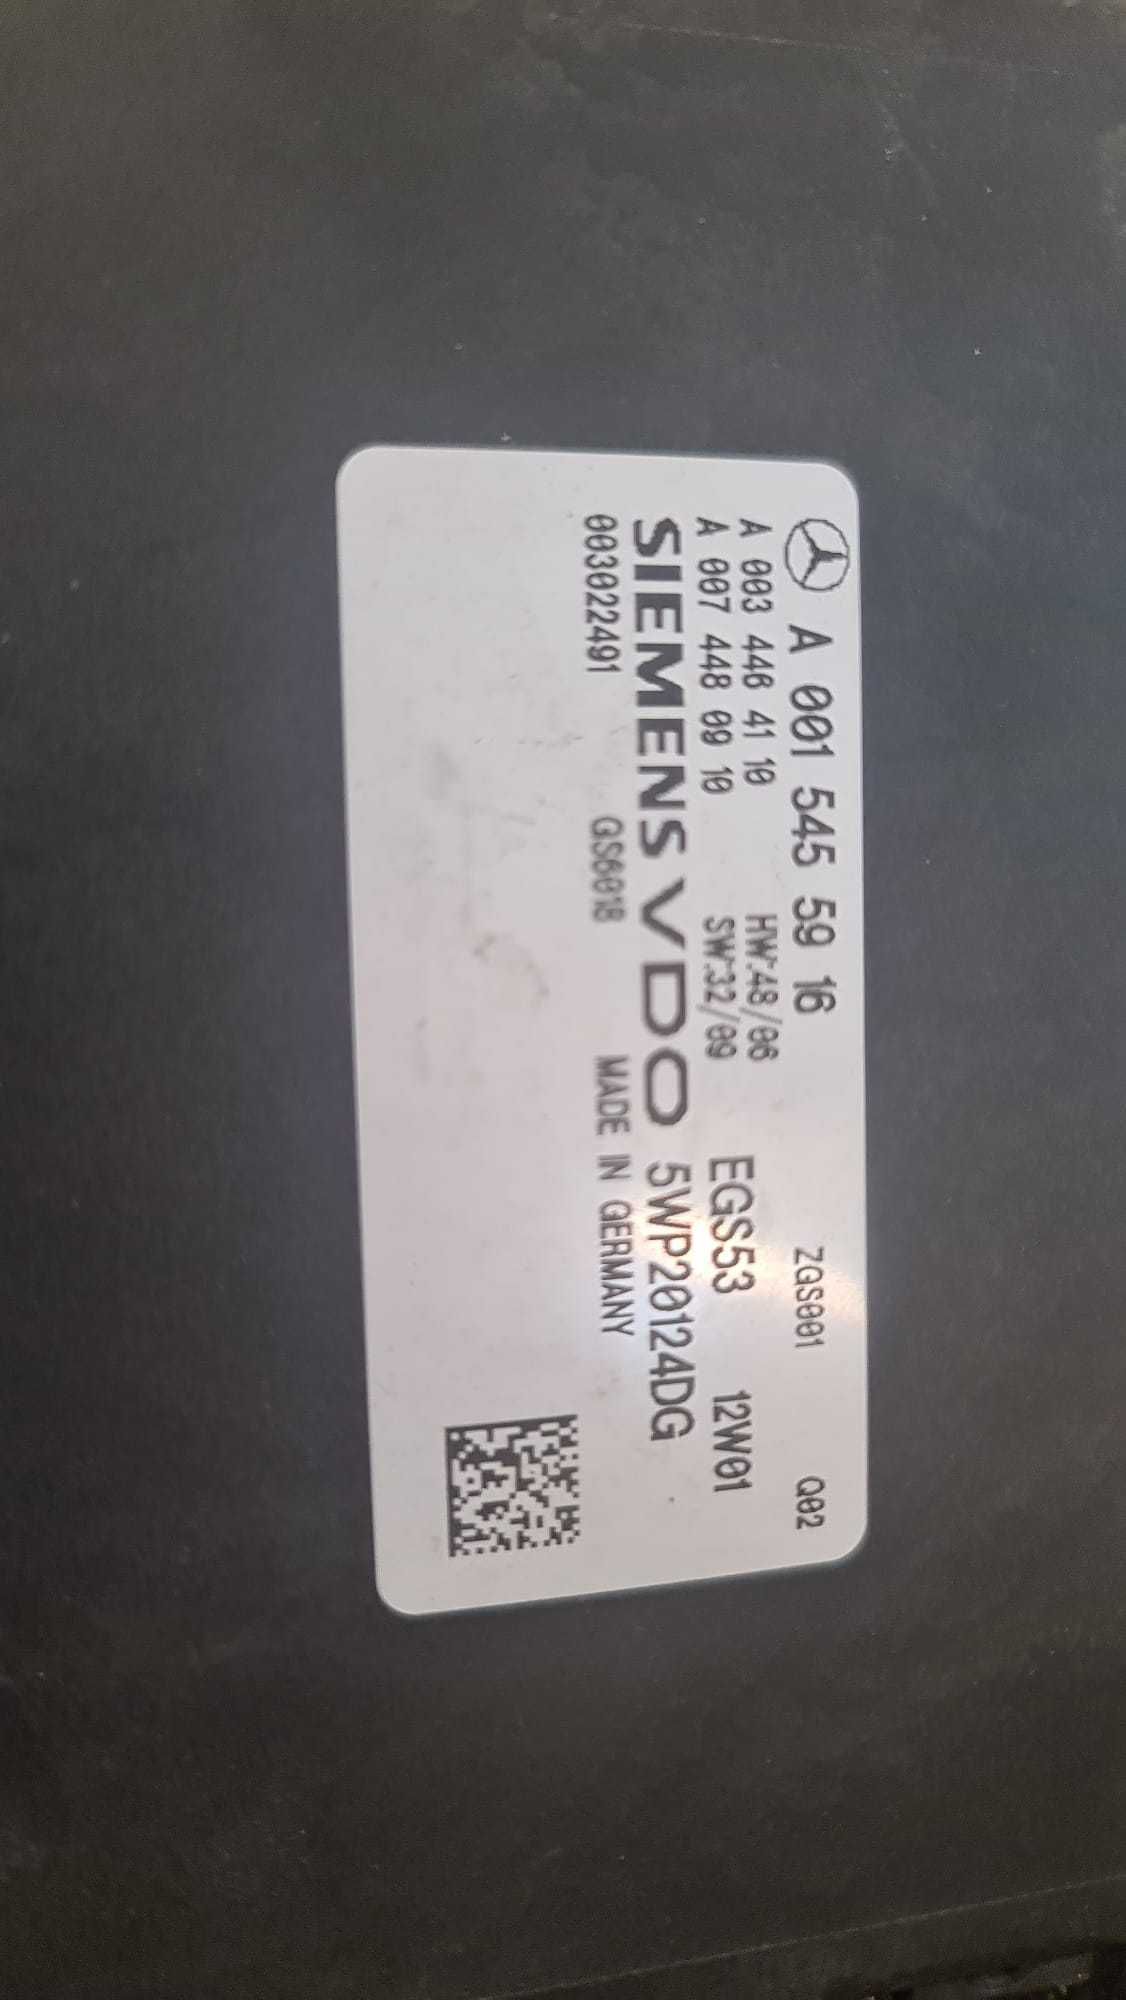 A 001 545 59 16 ZGS001 Q02
A 003 446 41 10 HW:48/06
A 007 448 09 10 SW:32/09 EGS53 12W01
SIEMENS VDO 5WP20124DG
003022491 GS6018 MADE IN GERMANY